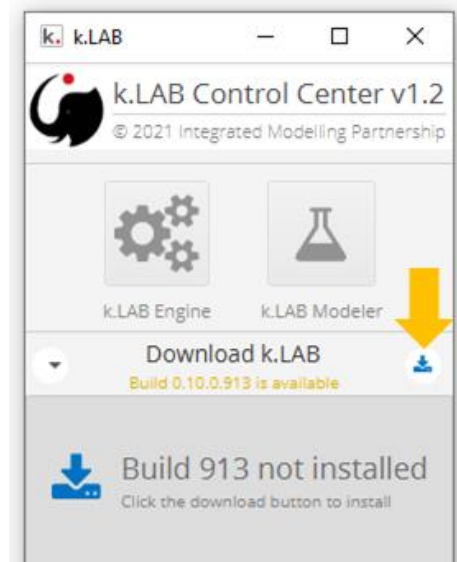 k. k.LAB
k.LAB Control Center v1.2
© 2021 Integrated Modelling Partnership
k.LAB Engine
k.LAB Modeler
Download k.LAB
Build 0.10.0.913 is available
Build 913 not installed
Click the download button to install